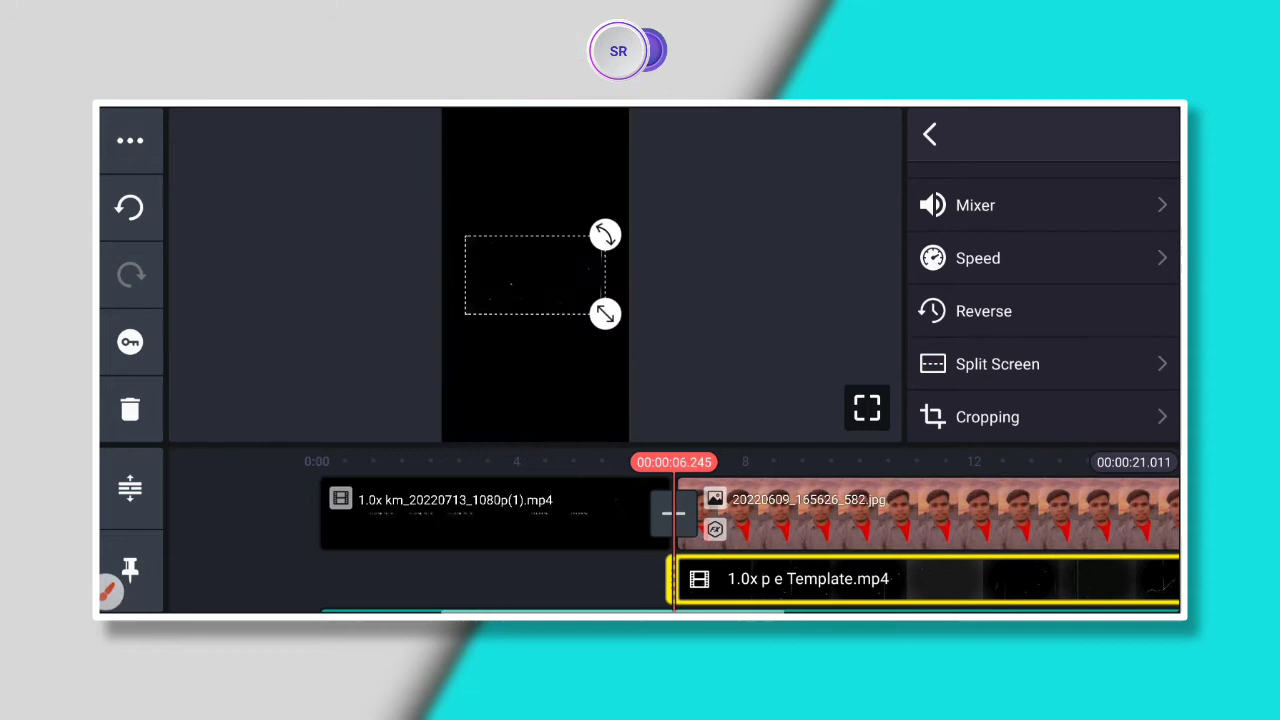 SR
Mixer
Speed
Reverse
Split Screen
Cropping
0:00
4
00:00:06.245
8
12
00:00:21.011
1.0x km_20220713_1080p(1).mp4
20220609_165626_582.jpg
FX
1.0x p e Template.mp4